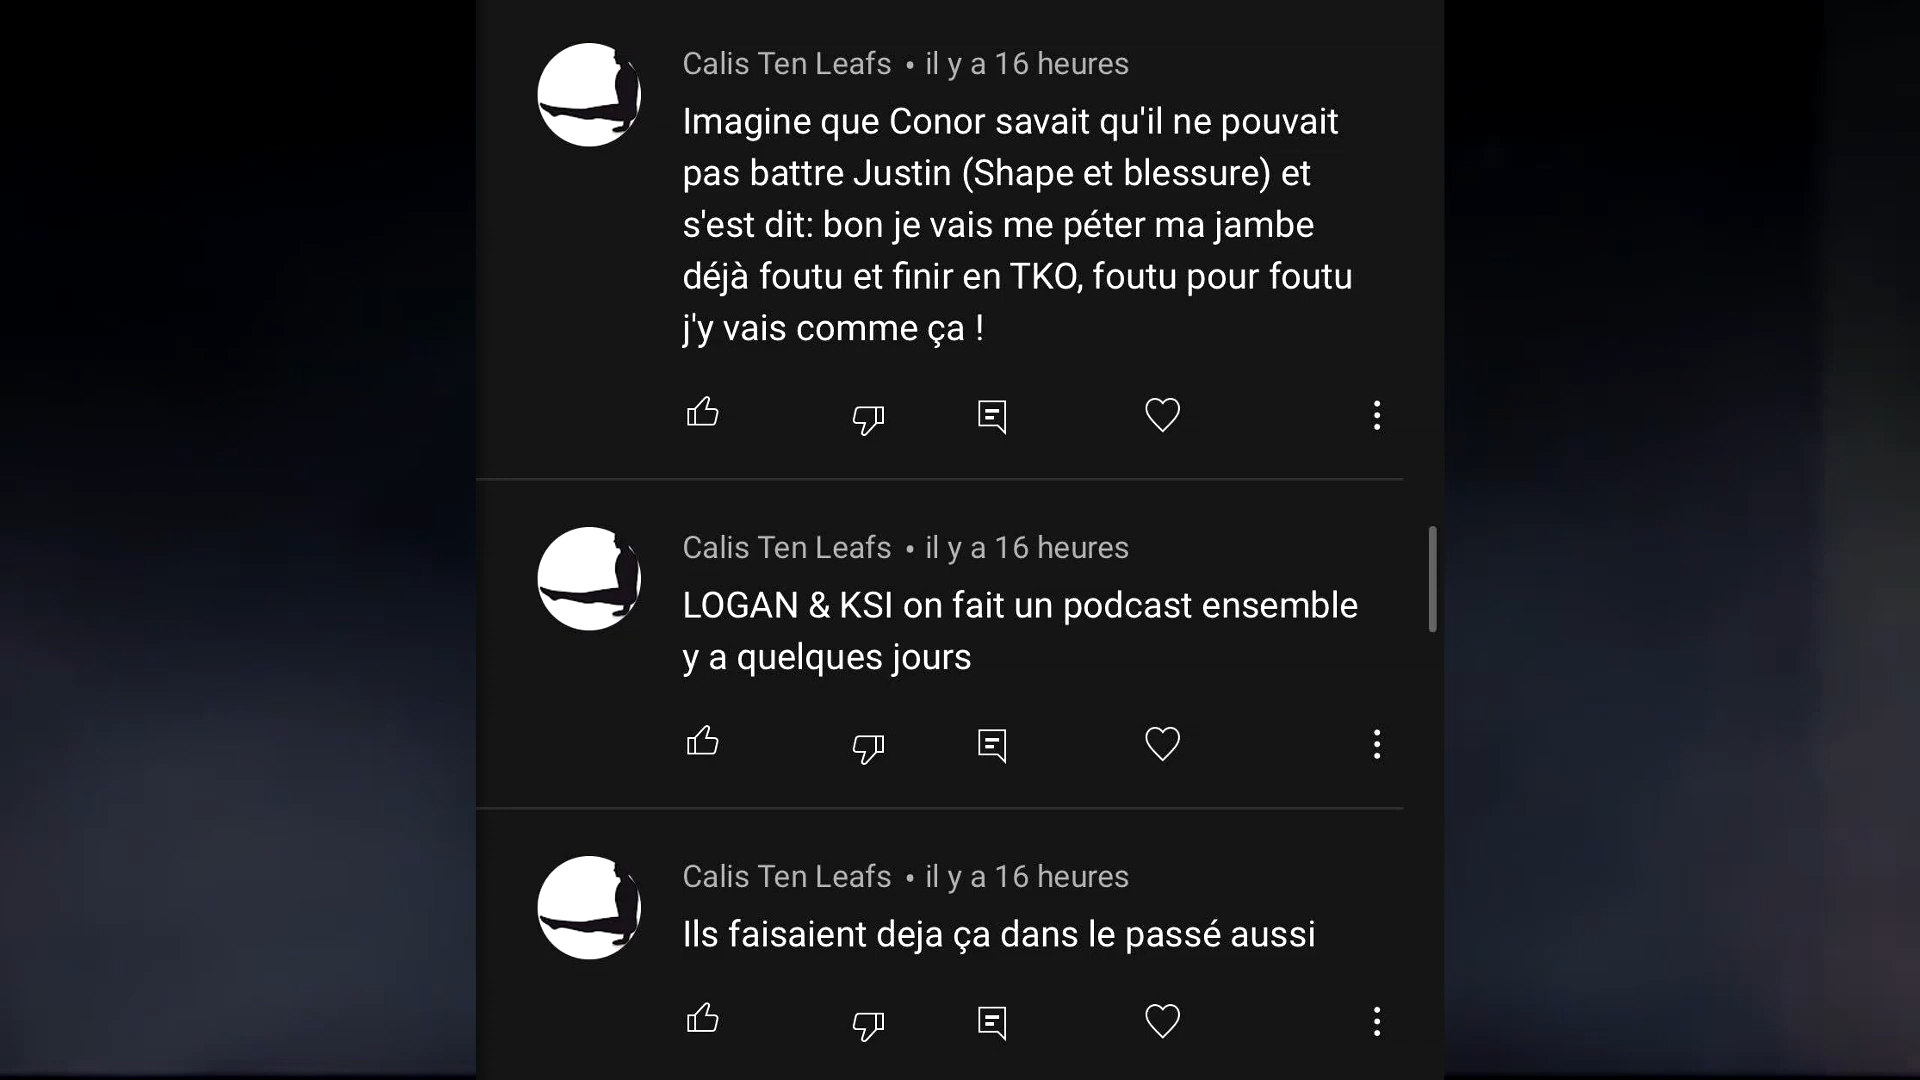 Calis Ten Leafs • il y a 16 heures
Imagine que Conor savait qu'il ne pouvait
pas battre Justin (Shape et blessure) et
s'est dit: bon je vais me péter ma jambe
déjà foutu et finir en TKO, foutu pour foutu
j'y vais comme ça !
Calis Ten Leafs • il y a 16 heures
LOGAN & KSI on fait un podcast ensemble
y a quelques jours
Calis Ten Leafs • il y a 16 heures
Ils faisaient deja ça dans le passé aussi